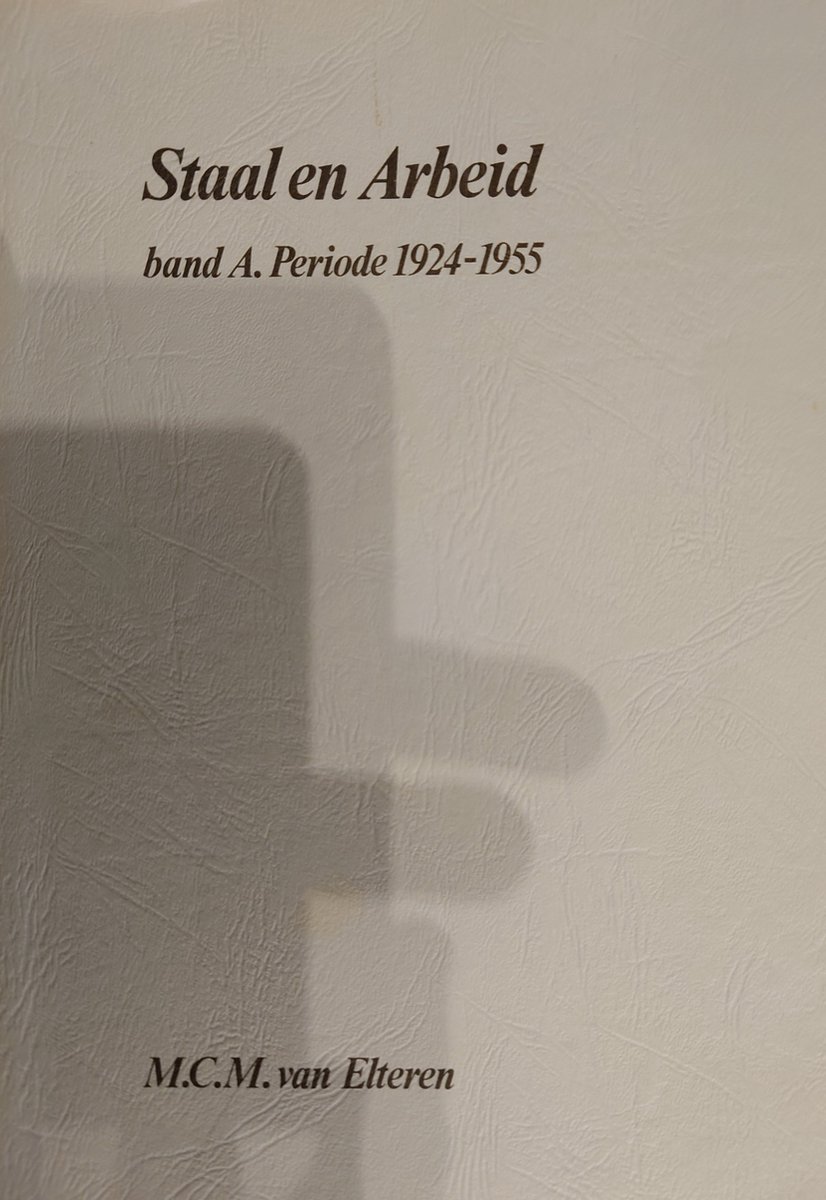 Staal en Arbeid
band A. Periode 1924-1955
M.C.M. van Elteren